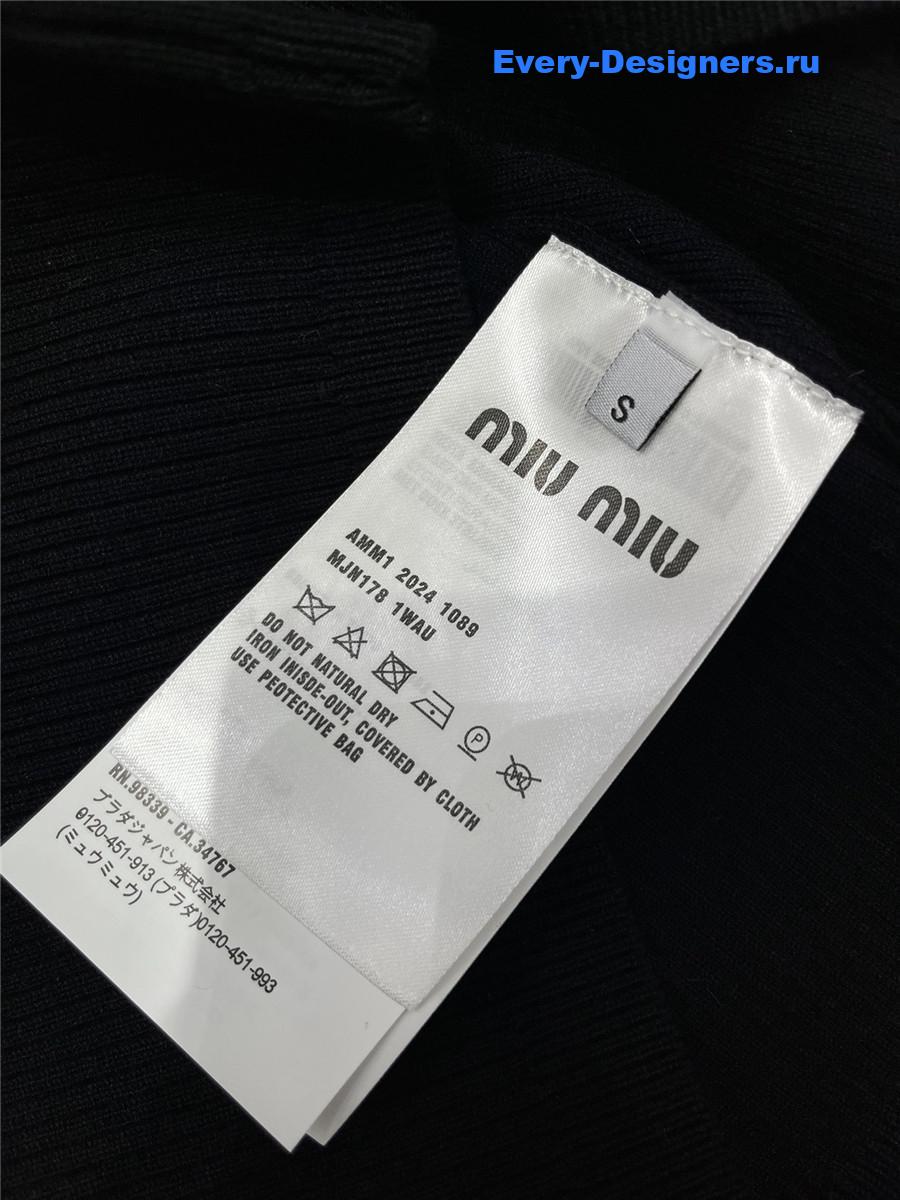 Every-Designers.ru
S
MIU MIU
AMM1 2024 1089
MJN178 1WAU
P
W
DO NOT NATURAL DRY
IRON INISDE-OUT, COVERED BY CLOTH
USE PEOTECTIVE BAG
RN.98339 - CA.34767
プラダジャパン株式会社
0120-451-913 (プラダ)0120-451-993
(ミュウミュウ)